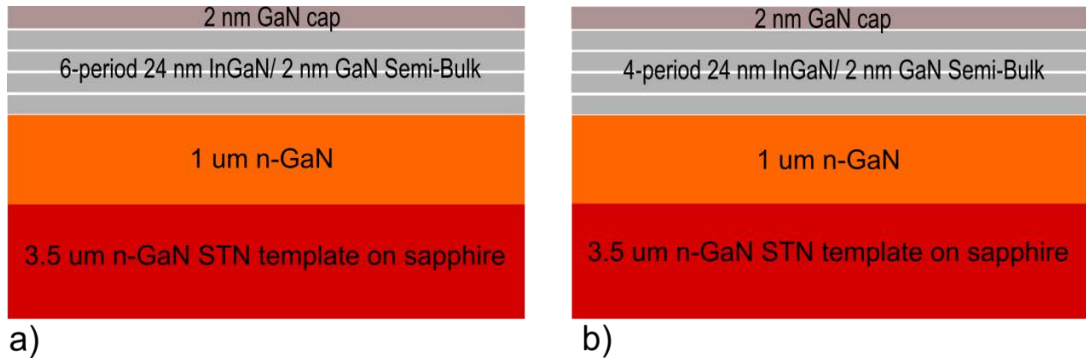 2 nm GaN cap
6-period 24 nm InGaN/ 2 nm GaN Semi-Bulk
1 um n-GaN
3.5 um n-GaN STN template on sapphire
a)
2 nm GaN cap
4-period 24 nm InGaN/ 2 nm GaN Semi-Bulk
1 um n-GaN
3.5 um n-GaN STN template on sapphire
b)